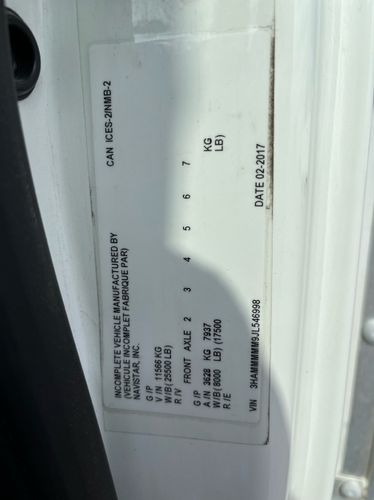 INCOMPLETE VEHICLE MANUFACTURED BY CAN ICES-2/NMB-2
(VEHICULE INCOMPLET FABRIQUE PAR)
NAVISTAR, INC.
G / P
V / N 11566 KG
W / B ( 25500 LB)
R / V
FRONT AXLE 2 3 4 5 6 7
G / P
A / N 3628 KG 7937 KG
W / B ( 8000 LB) (17500 LB)
R / E
DATE 02-2017
VIN 3HAMMMMM9JL546998